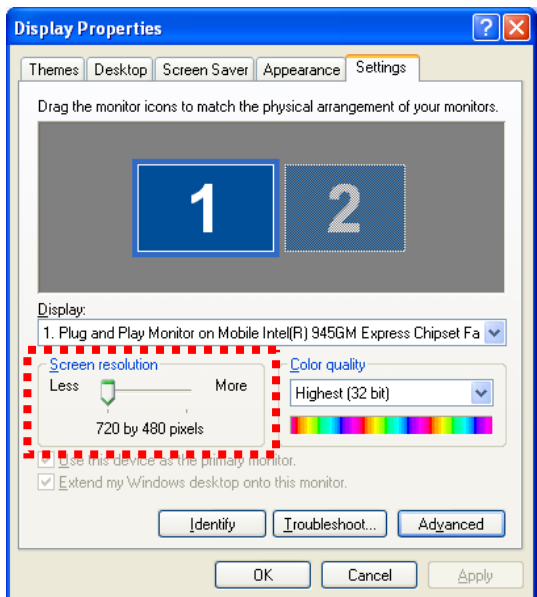 Display Properties
Themes Desktop Screen Saver Appearance Settings
Drag the monitor icons to match the physical arrangement of your monitors.
1 2
Display:
1. Plug and Play Monitor on Mobile Intel(R) 945GM Express Chipset Fa
Screen resolution Color quality
Less More Highest (32 bit)
720 by 480 pixels
Use this device as the primary monitor.
Extend my Windows desktop onto this monitor.
Identify Troubleshoot... Advanced
OK Cancel Apply